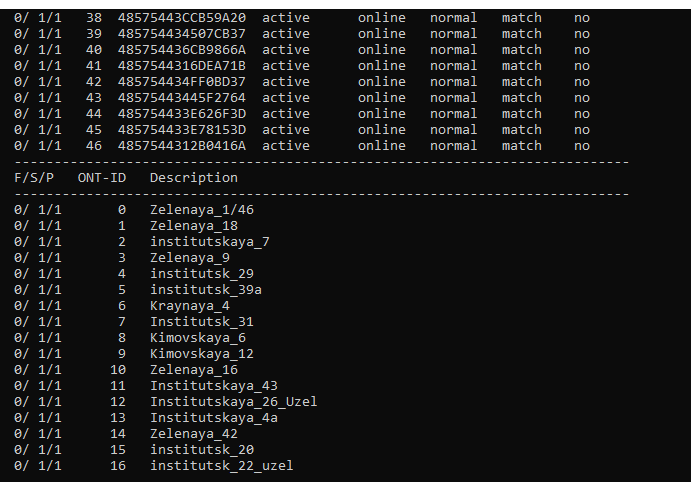 0/ 1/1   38  48575443CCB59A20  active      online   normal   match    no
0/ 1/1   39  485754434507CB37  active      online   normal   match    no
0/ 1/1   40  485754436CB9866A  active      online   normal   match    no
0/ 1/1   41  4857544316DEA71B  active      online   normal   match    no
0/ 1/1   42  485754434FF0BD37  active      online   normal   match    no
0/ 1/1   43  48575443445F2764  active      online   normal   match    no
0/ 1/1   44  485754433E626F3D  active      online   normal   match    no
0/ 1/1   45  485754433E78153D  active      online   normal   match    no
0/ 1/1   46  4857544312B0416A  active      online   normal   match    no
-----------------------------------------------------------------------------
F/S/P   ONT-ID   Description
-----------------------------------------------------------------------------
0/ 1/1       0   Zelenaya_1/46
0/ 1/1       1   Zelenaya_18
0/ 1/1       2   institutskaya_7
0/ 1/1       3   Zelenaya_9
0/ 1/1       4   institutsk_29
0/ 1/1       5   institutsk_39a
0/ 1/1       6   Kraynaya_4
0/ 1/1       7   Institutsk_31
0/ 1/1       8   Kimovskaya_6
0/ 1/1       9   Kimovskaya_12
0/ 1/1      10   Zelenaya_16
0/ 1/1      11   Institutskaya_43
0/ 1/1      12   Institutskaya_26_Uzel
0/ 1/1      13   Institutskaya_4a
0/ 1/1      14   Zelenaya_42
0/ 1/1      15   institutsk_20
0/ 1/1      16   institutsk_22_uzel